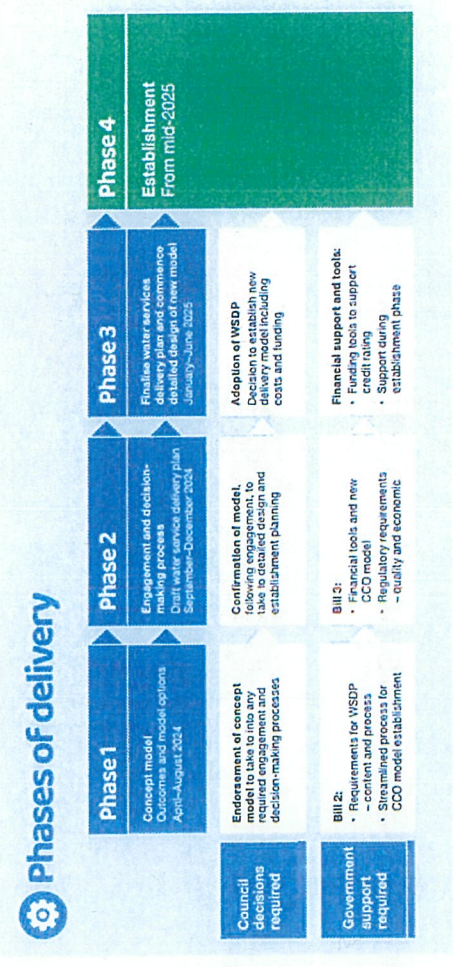 Phases of delivery
Phase 1
Concept model
Outcomes and model options
April–August 2024
Phase 2
Engagement and decision-
making process
Draft water service delivery plan
September–December 2024
Phase 3
Finalise water services
delivery plan and commence
detailed design of new model
January–June 2025
Phase 4
Establishment
From mid-2025
Council
decisions
required
Endorsement of concept
model to take to into any
required engagement and
decision-making processes
Confirmation of model,
following engagement, to
take to detailed design and
establishment planning
Adoption of WSDP
Decision to establish new
delivery model including
costs and funding
Government
support
required
Bill 2:
• Requirements for WSDP
– content and process
• Streamlined process for
CCO model establishment
Bill 3:
• Financial tools and new
CCO model
• Regulatory requirements
– quality and economic
Financial support and tools:
• Funding tools to support
credit rating
• Support during
establishment phase